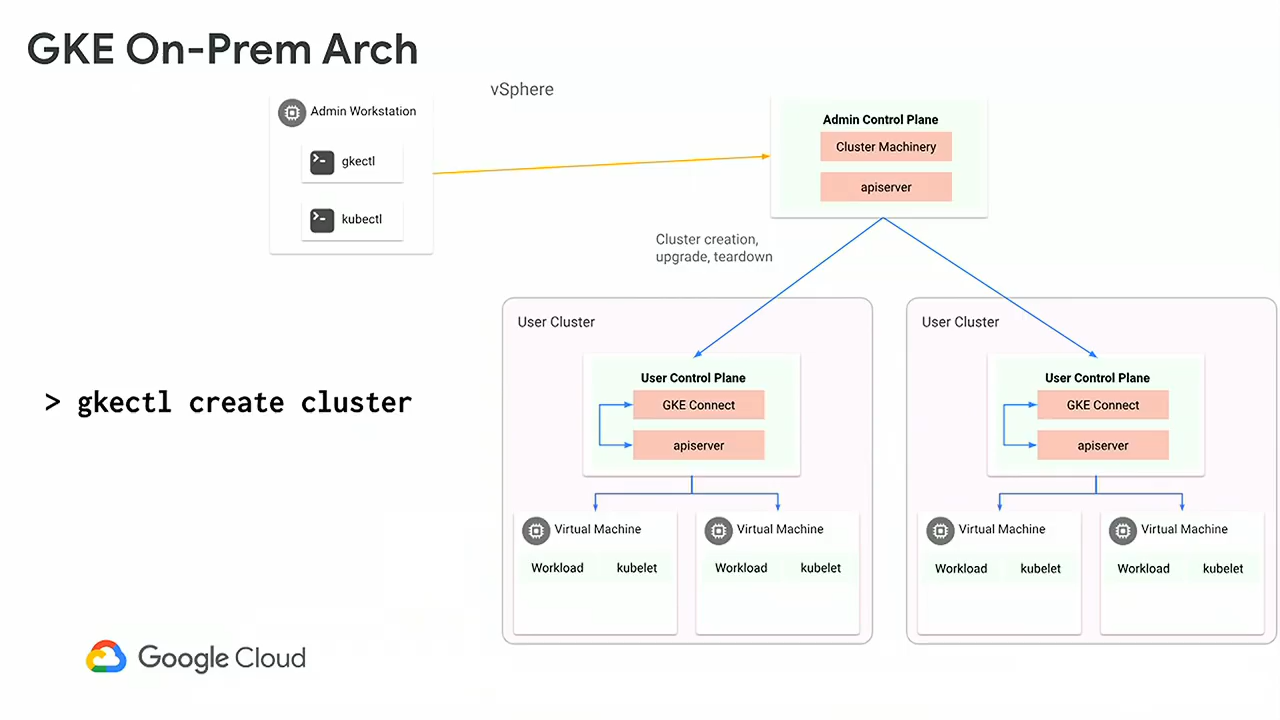 GKE On-Prem Arch
vSphere
Admin Workstation
gkectl
kubectl
Admin Control Plane
Cluster Machinery
apiserver
Cluster creation,
upgrade, teardown
User Cluster
User Control Plane
GKE Connect
apiserver
Virtual Machine
Workload kubelet
Virtual Machine
Workload kubelet
User Cluster
User Control Plane
GKE Connect
apiserver
Virtual Machine
Workload kubelet
Virtual Machine
Workload kubelet
> gkectl create cluster
Google Cloud